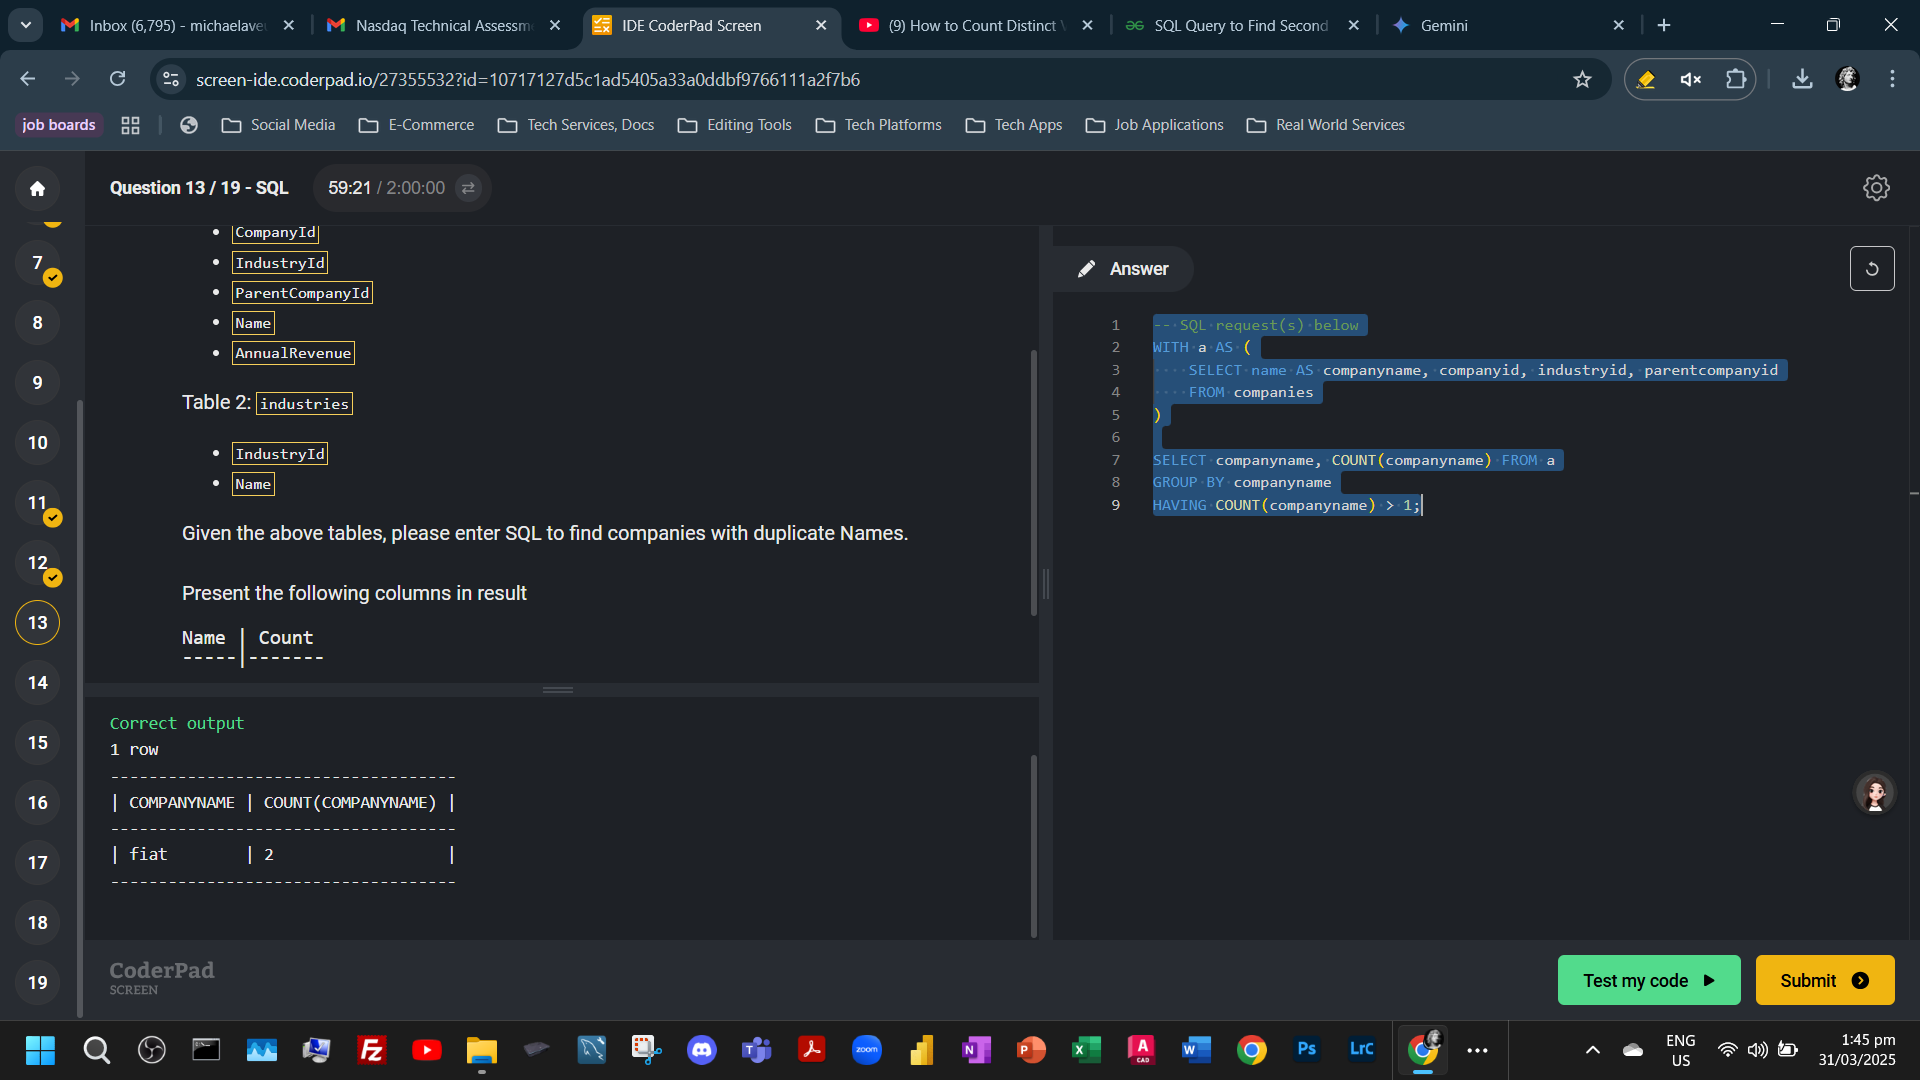 Inbox (6,795) - michaelave
Nasdaq Technical Assessm
IDE CoderPad Screen
(9) How to Count Distinct V
SQL Query to Find Second
Gemini
screen-ide.coderpad.io/27355532?id=10717127d5c1ad5405a33a0ddbf9766111a2f7b6
job boards
Social Media
E-Commerce
Tech Services, Docs
Editing Tools
Tech Platforms
Tech Apps
Job Applications
Real World Services
Question 13 / 19 - SQL
59:21 / 2:00:00
7
8
9
10
11
12
13
14
15
16
17
18
19
CompanyId
IndustryId
ParentCompanyId
Name
AnnualRevenue
Table 2: industries
IndustryId
Name
Given the above tables, please enter SQL to find companies with duplicate Names.
Present the following columns in result
Name | Count
-----|-------
Correct output
1 row
------------------------------------
| COMPANYNAME | COUNT(COMPANYNAME) |
------------------------------------
| fiat | 2 |
------------------------------------
Answer
1 -- SQL request(s) below
2 WITH a AS (
3 SELECT name AS companyname, companyid, industryid, parentcompanyid
4 FROM companies
5 )
6
7 SELECT companyname, COUNT(companyname) FROM a
8 GROUP BY companyname
9 HAVING COUNT(companyname) > 1;
CoderPad
SCREEN
Test my code
Submit
Fz
zoom
N
P
X
A
CAD
W
Ps
LrC
ENG
US
1:45 pm
31/03/2025